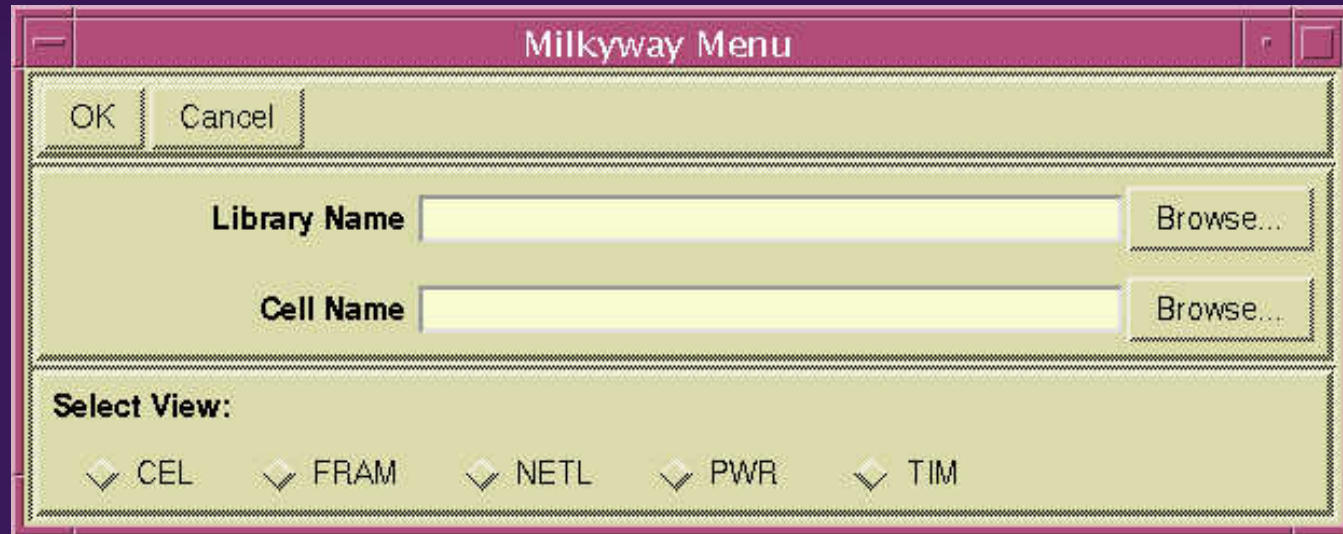 Milkyway Menu
OK Cancel
Library Name Browse...
Cell Name Browse...
Select View:
CEL FRAM NETL PWR TIM